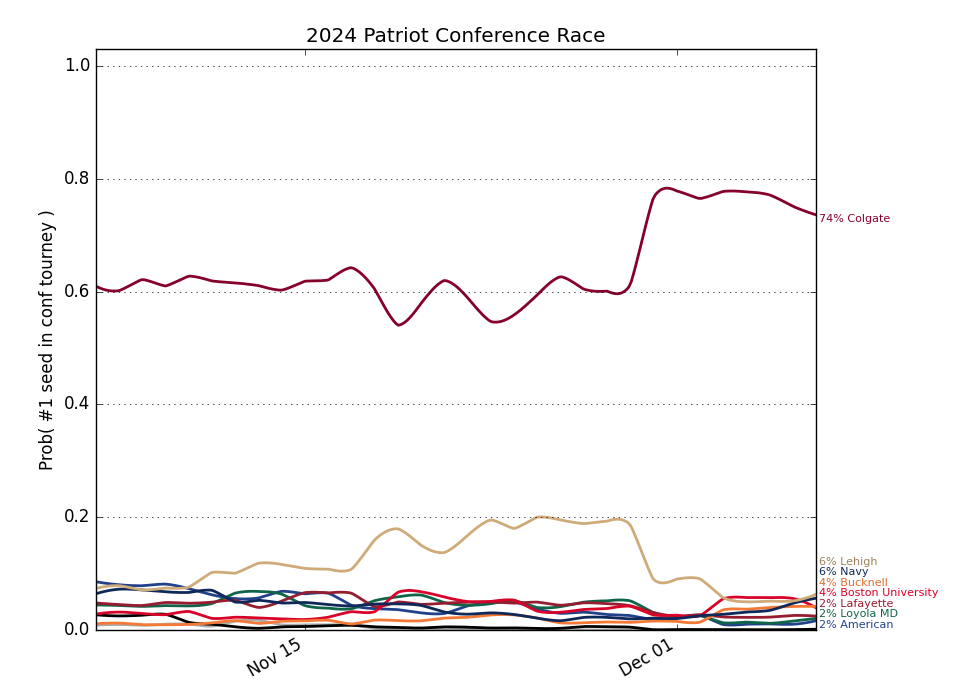 2024 Patriot Conference Race
Prob( #1 seed in conf tourney )
1.0
0.8
0.6
0.4
0.2
0.0
Nov 15
Dec 01
74% Colgate
6% Lehigh
6% Navy
4% Bucknell
4% Boston University
2% Lafayette
2% Loyola MD
2% American